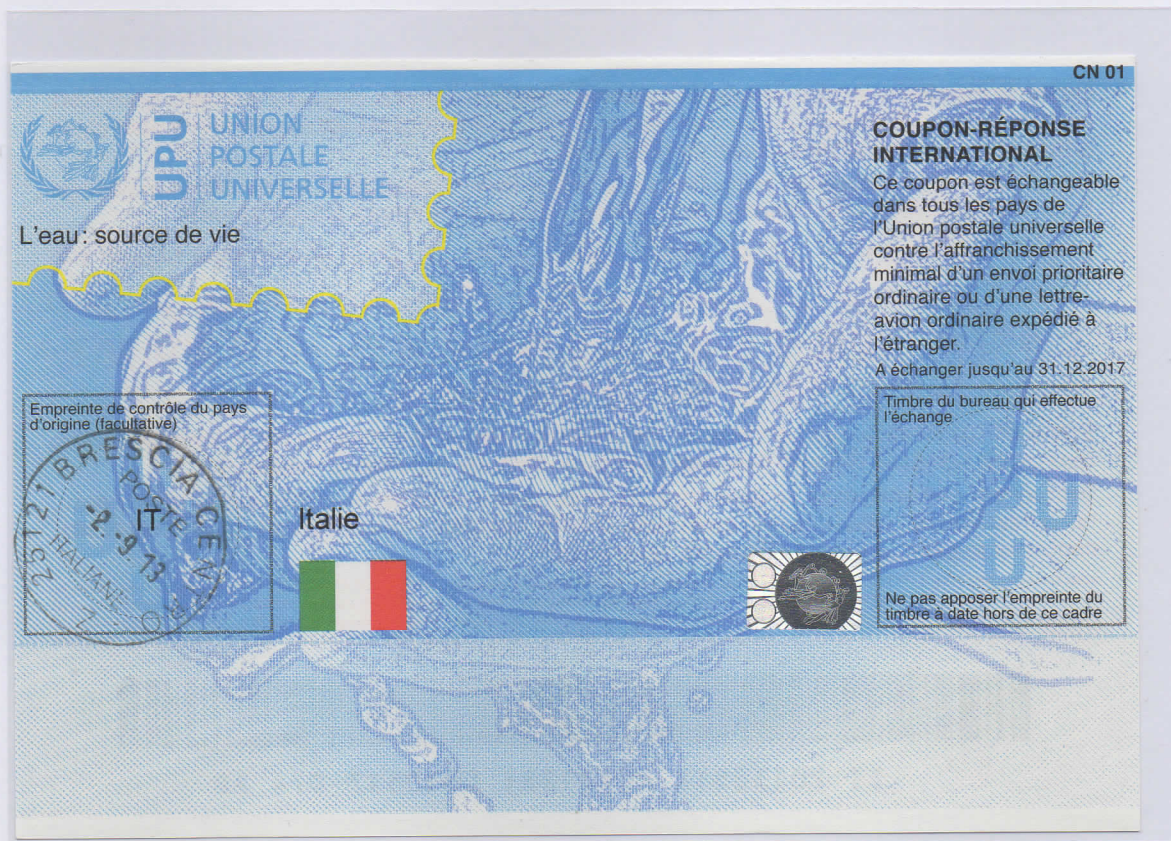 CN 01
UPU
UNION
POSTALE
UNIVERSELLE
L'eau : source de vie
COUPON-RÉPONSE
INTERNATIONAL
Ce coupon est échangeable
dans tous les pays de
l'Union postale universelle
contre l'affranchissement
minimal d'un envoi prioritaire
ordinaire ou d'une lettre-
avion ordinaire expédié à
l'étranger.
A échanger jusqu'au 31.12.2017
Empreinte de contrôle du pays
d'origine (facultative)
25121 BRESCIA CENTRO
POSTE
-2.-9 13
ITALIANE
IT
Italie
Timbre du bureau qui effectue
l'échange
U
U
Ne pas apposer l'empreinte du
timbre à date hors de ce cadre